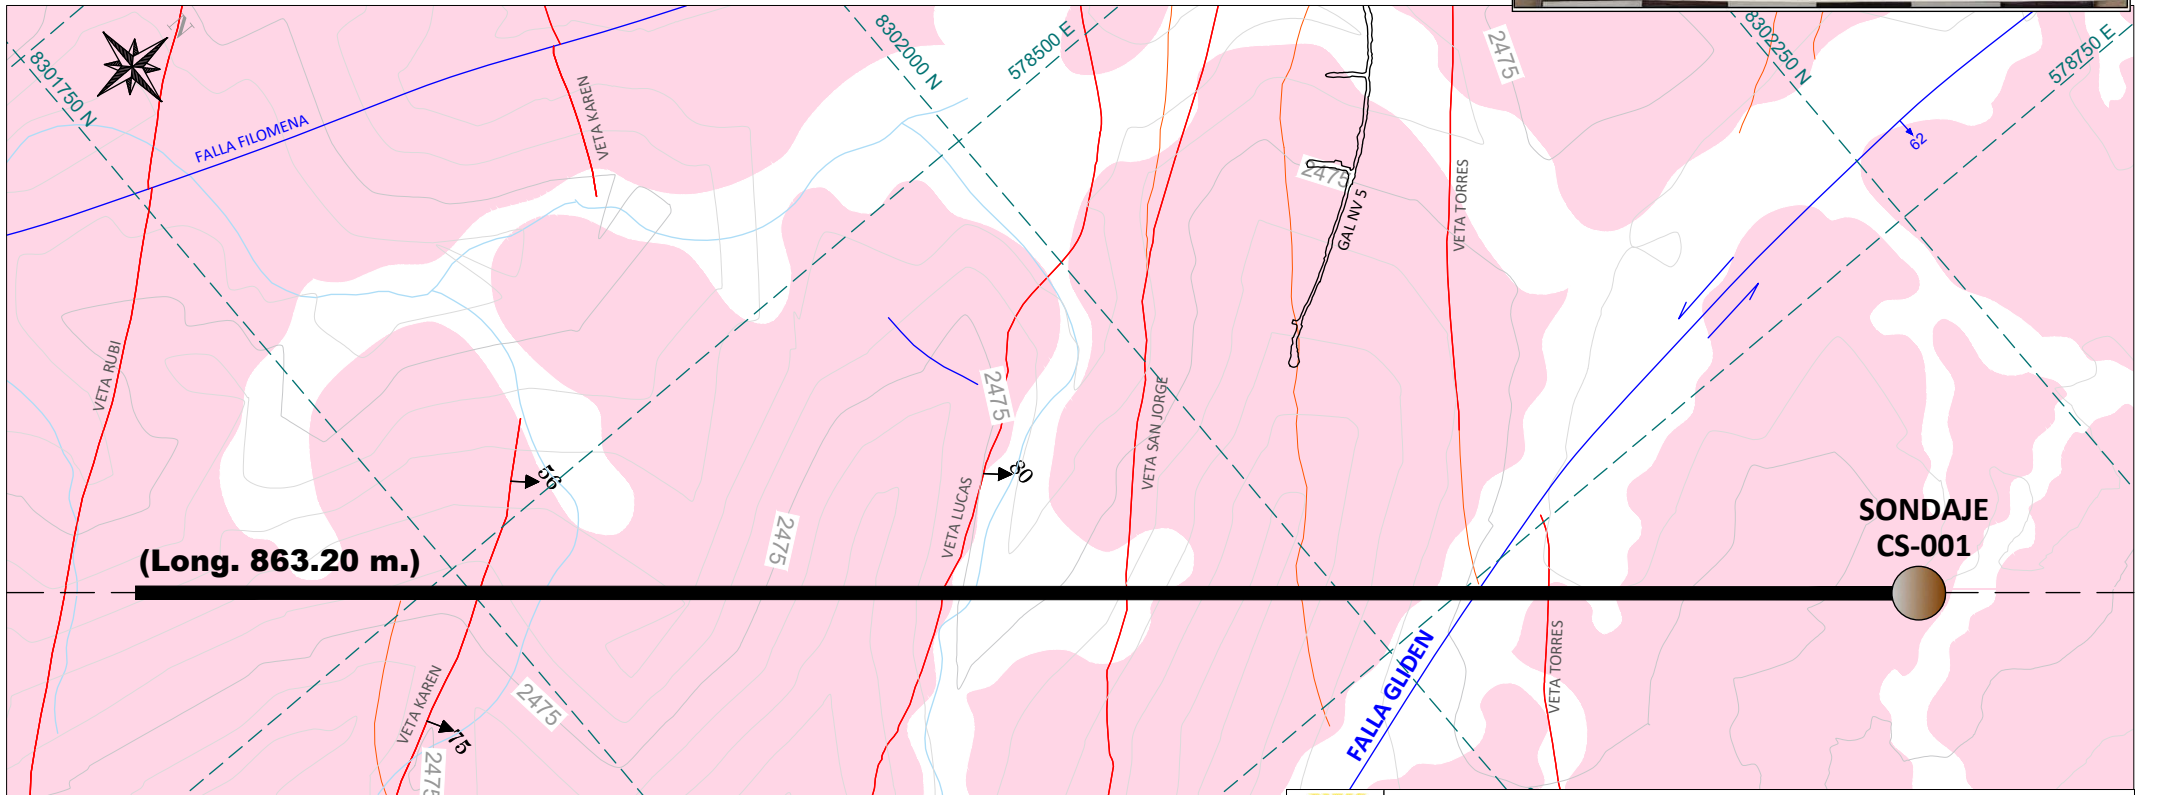 8301750 N
8302000 N
578500 E
2475
8302250 N
578750 E
FALLA FILOMENA
VETA KAREN
62
2475
GAL NV 5
VETA TORRES
VETA RUBI
2475
VETA SAN JORGE
56
80
VETA LUCAS
2475
SONDAJE
CS-001
(Long. 863.20 m.)
FALLA GLIDEN
VETA TORRES
VETA KAREN
75
2475
2475